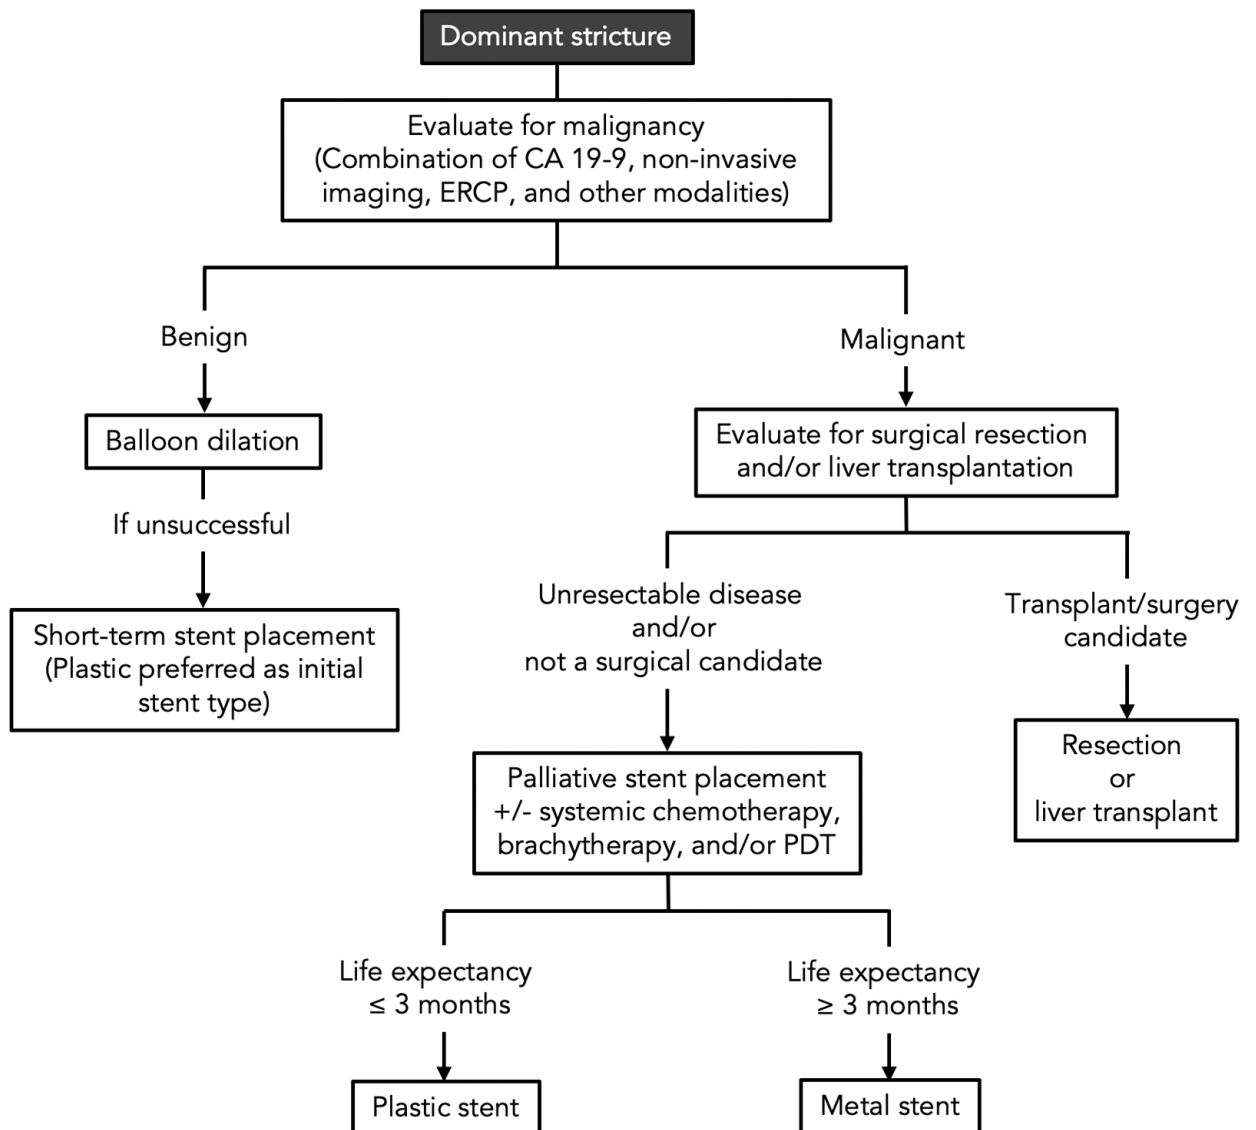 Dominant stricture
Evaluate for malignancy
(Combination of CA 19-9, non-invasive
imaging, ERCP, and other modalities)
Benign
Malignant
Balloon dilation
Evaluate for surgical resection
and/or liver transplantation
If unsuccessful
Short-term stent placement
(Plastic preferred as initial
stent type)
Unresectable disease
and/or
not a surgical candidate
Transplant/surgery
candidate
Palliative stent placement
+/- systemic chemotherapy,
brachytherapy, and/or PDT
Resection
or
liver transplant
Life expectancy
≤ 3 months
Life expectancy
≥ 3 months
Plastic stent
Metal stent